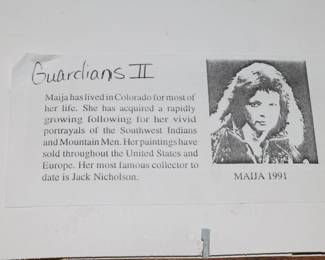 Guardians II
Maija has lived in Colorado for most of
her life. She has acquired a rapidly
growing following for her vivid
portrayals of the Southwest Indians
and Mountain Men. Her paintings have
sold throughout the United States and
Europe. Her most famous collector to
date is Jack Nicholson.
MAIJA 1991